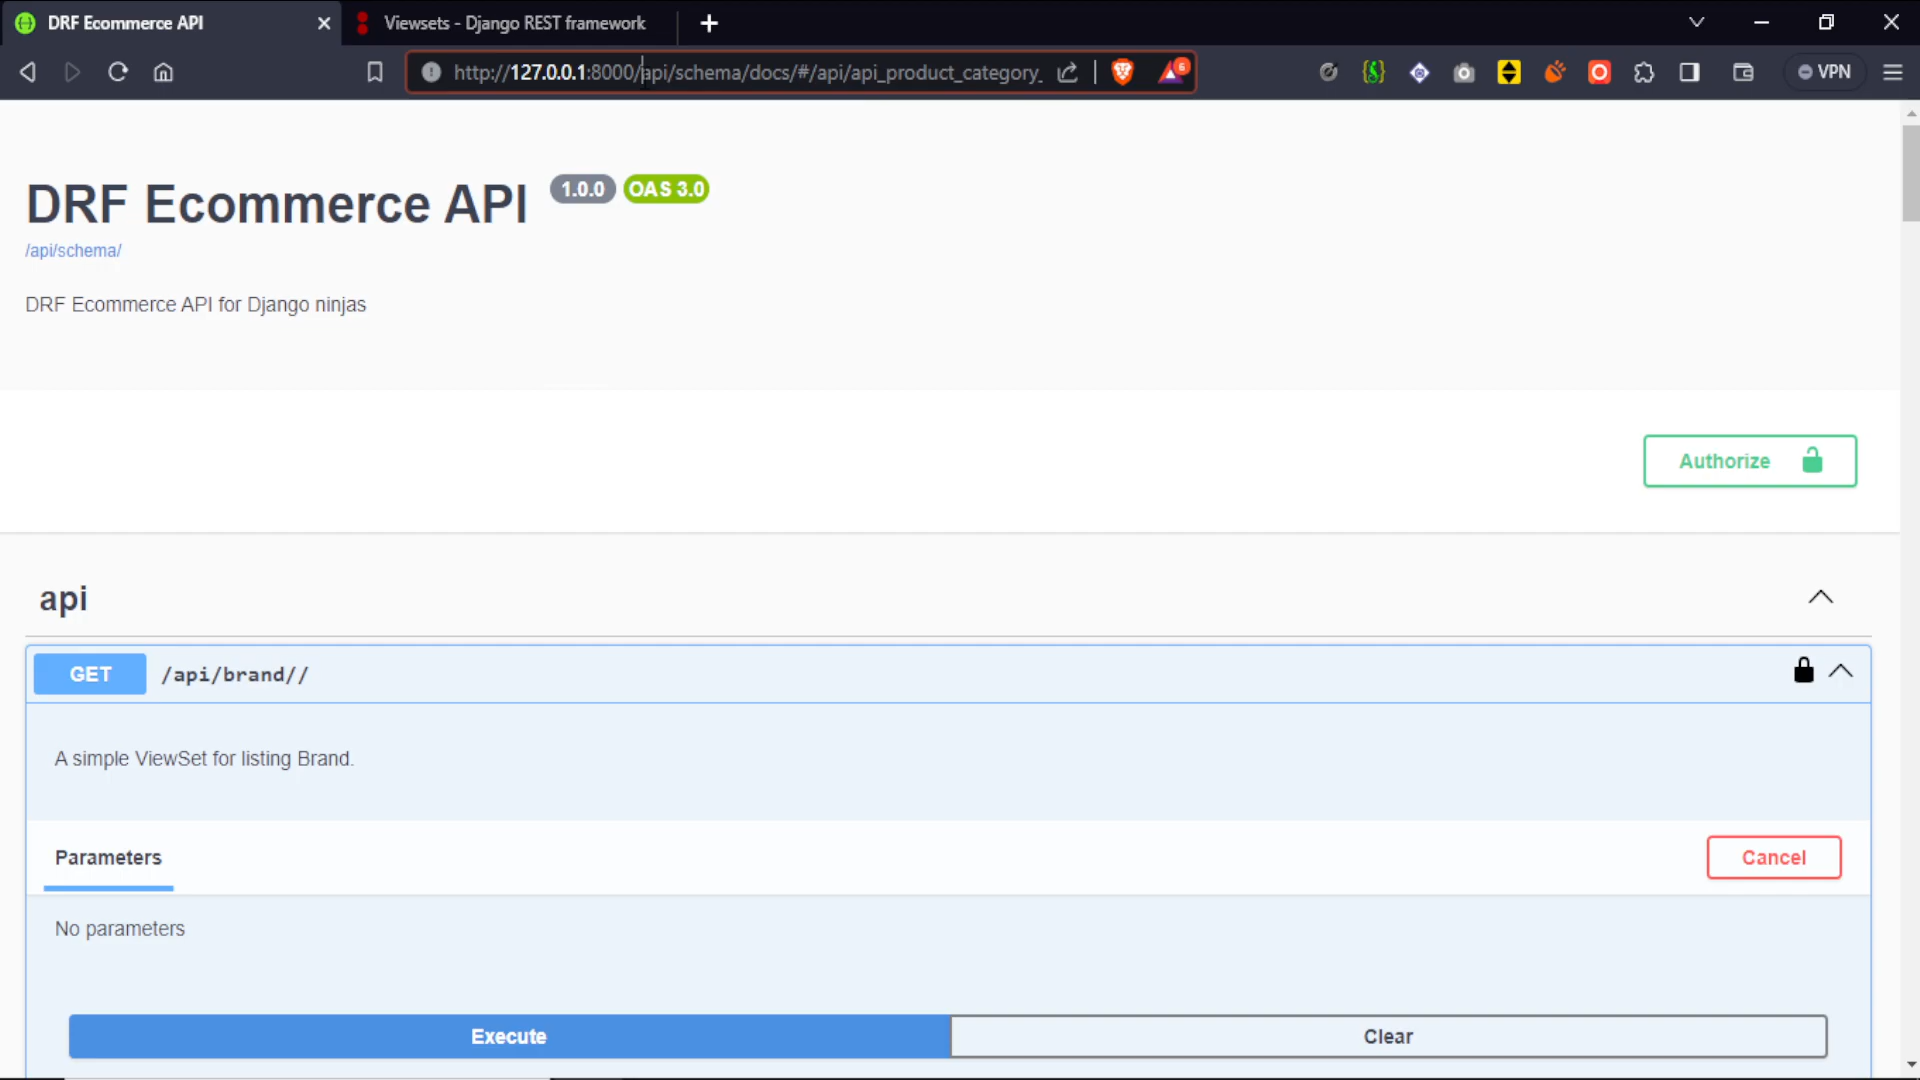 DRF Ecommerce API
Viewsets - Django REST framework
http://127.0.0.1:8000/api/schema/docs/#/api/api_product_category_
6
VPN
DRF Ecommerce API 1.0.0 OAS 3.0
/api/schema/
DRF Ecommerce API for Django ninjas
Authorize
api
GET /api/brand//
A simple ViewSet for listing Brand.
Parameters
Cancel
No parameters
Execute
Clear